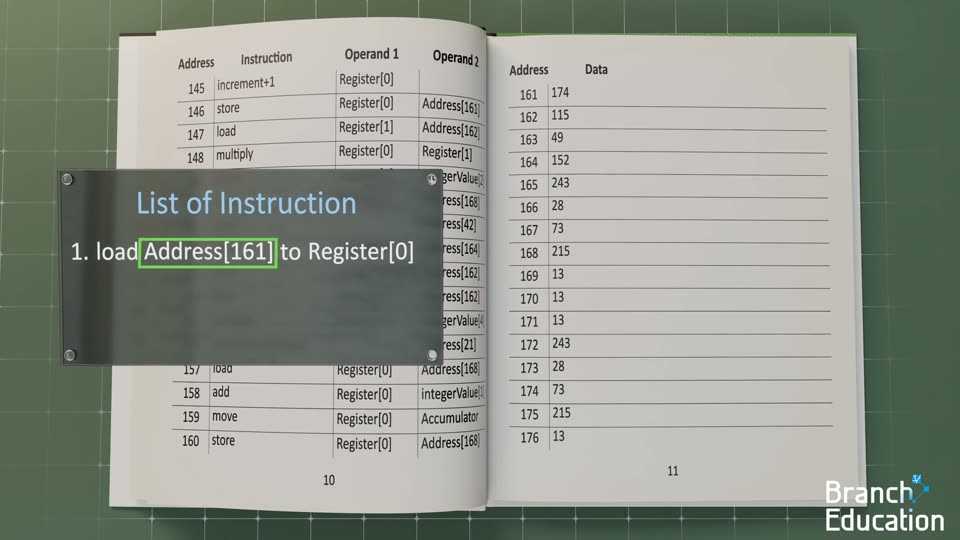 Address Instruction Operand 1 Operand 2
145 increment+1 Register[0]
146 store Register[0] Address[161]
147 load Register[1] Address[162]
148 multiply Register[0] Register[1]
List of Instruction
1. load Address[161] to Register[0]
157 load Register[0] Address[168]
158 add Register[0] integerValue[1]
159 move Register[0] Accumulator
160 store Register[0] Address[168]
10
Address Data
161 174
162 115
163 49
164 152
165 243
166 28
167 73
168 215
169 13
170 13
171 13
172 243
173 28
174 73
175 215
176 13
11
Branch
Education